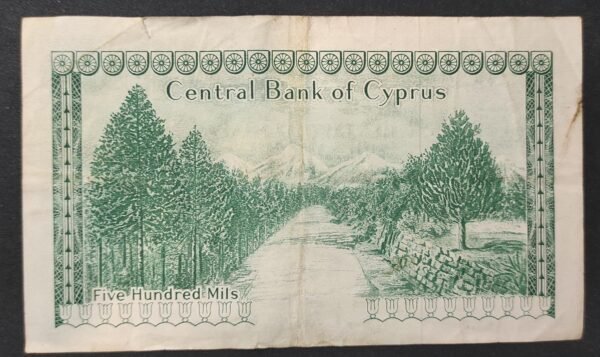 Central Bank of Cyprus
Five Hundred Mils